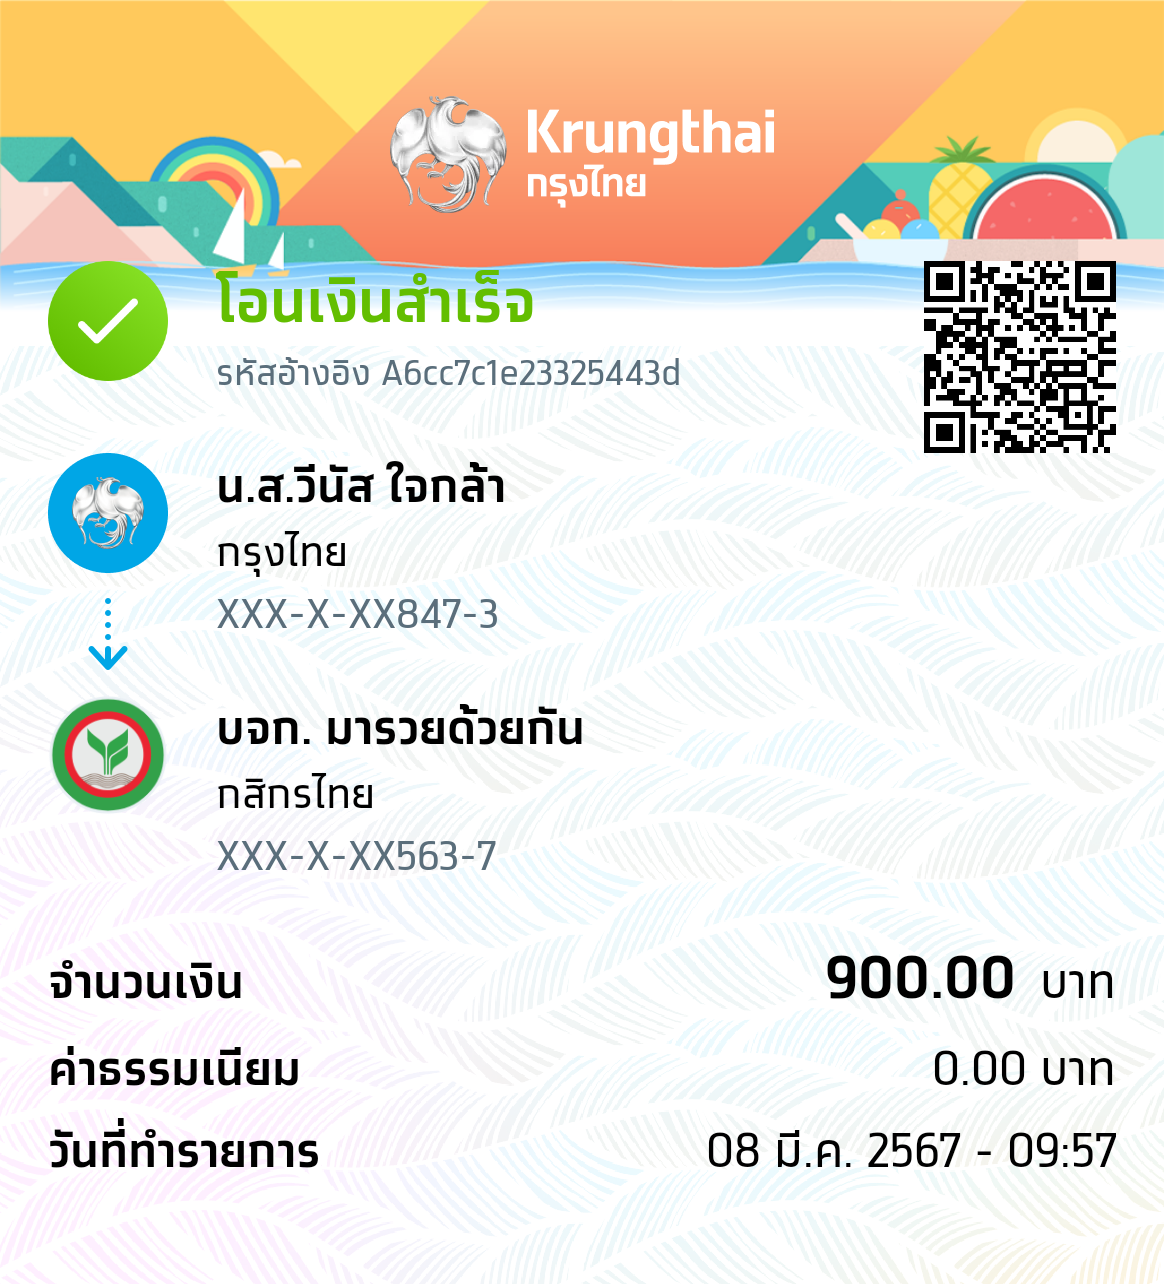 Krungthai
กรุงไทย
โอนเงินสำเร็จ
รหัสอ้างอิง A6cc7c1e23325443d
น.ส.วีนัส ใจกล้า
กรุงไทย
XXX-X-XX847-3
บจก. มารวยด้วยกัน
กสิกรไทย
XXX-X-XX563-7
จำนวนเงิน 900.00 บาท
ค่าธรรมเนียม 0.00 บาท
วันที่ทำรายการ 08 มี.ค. 2567 - 09:57